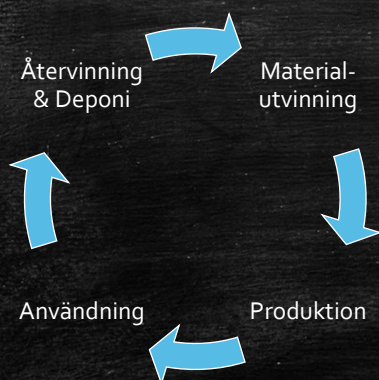 Återvinning
& Deponi
Material-
utvinning
Användning
Produktion